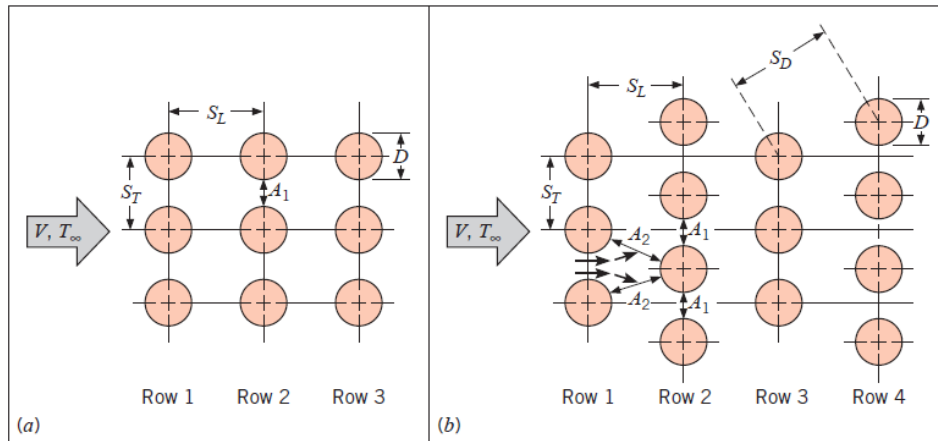 S_L
D
S_T
A_1
V, T_∞
Row 1 Row 2 Row 3
(a)
S_D
S_L
D
S_T
A_2
A_1
V, T_∞
A_2
A_1
Row 1 Row 2 Row 3 Row 4
(b)